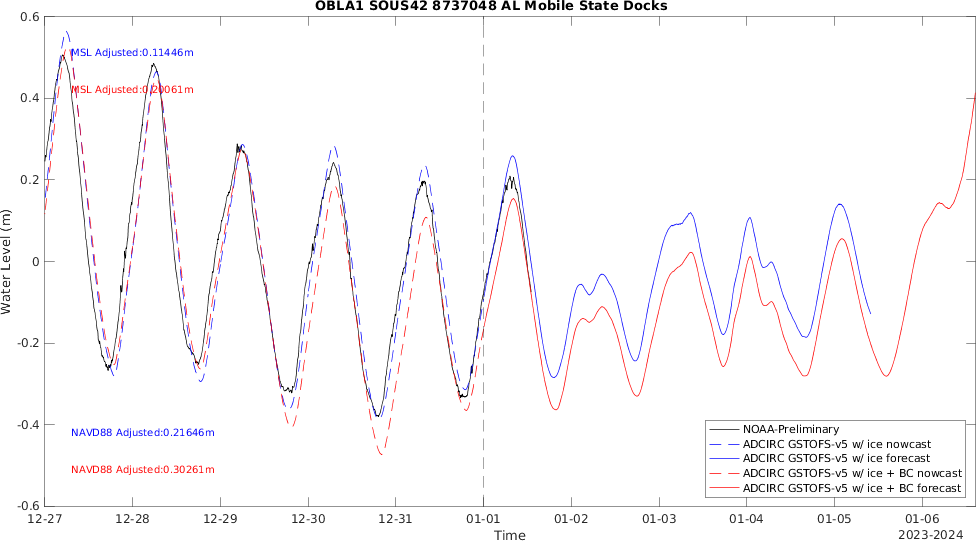 OBLA1 SOUS42 8737048 AL Mobile State Docks
0.6
0.4
0.2
0
-0.2
-0.4
-0.6
Water Level (m)
MSL Adjusted:0.11446m
MSL Adjusted:0.20061m
NAVD88 Adjusted:0.21646m
NAVD88 Adjusted:0.30261m
NOAA-Preliminary
ADCIRC GSTOFS-v5 w/ ice nowcast
ADCIRC GSTOFS-v5 w/ ice forecast
ADCIRC GSTOFS-v5 w/ ice + BC nowcast
ADCIRC GSTOFS-v5 w/ ice + BC forecast
12-27 12-28 12-29 12-30 12-31 01-01 01-02 01-03 01-04 01-05 01-06
Time
2023-2024